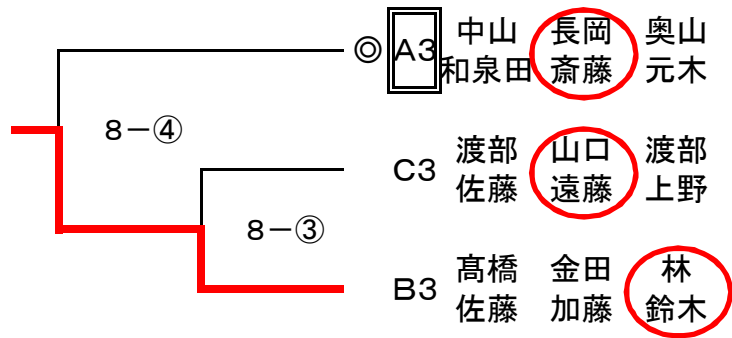 ◎ A3 中山 長岡 奥山
和泉田 斎藤 元木
8－④
C3 渡部 山口 渡部
佐藤 遠藤 上野
8－③
B3 髙橋 金田 林
佐藤 加藤 鈴木